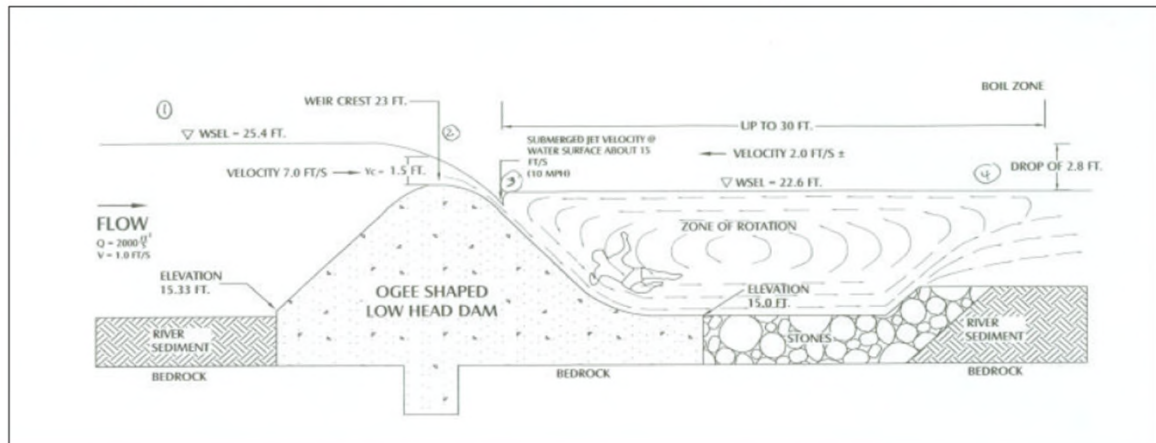 BOIL ZONE
①
WEIR CREST 23 FT.
②
UP TO 30 FT.
WSEL = 25.4 FT.
SUBMERGED JET VELOCITY @
WATER SURFACE ABOUT 15
FT/S
(10 MPH)
VELOCITY 2.0 FT/S ±
DROP OF 2.8 FT.
VELOCITY 7.0 FT/S
Yc = 1.5 FT.
③
WSEL = 22.6 FT.
④
FLOW
Q = 2000 ft³/S
V = 1.0 FT/S
ZONE OF ROTATION
ELEVATION
15.33 FT.
OGEE SHAPED
LOW HEAD DAM
ELEVATION
15.0 FT.
RIVER
SEDIMENT
STONES
RIVER
SEDIMENT
BEDROCK
BEDROCK
BEDROCK